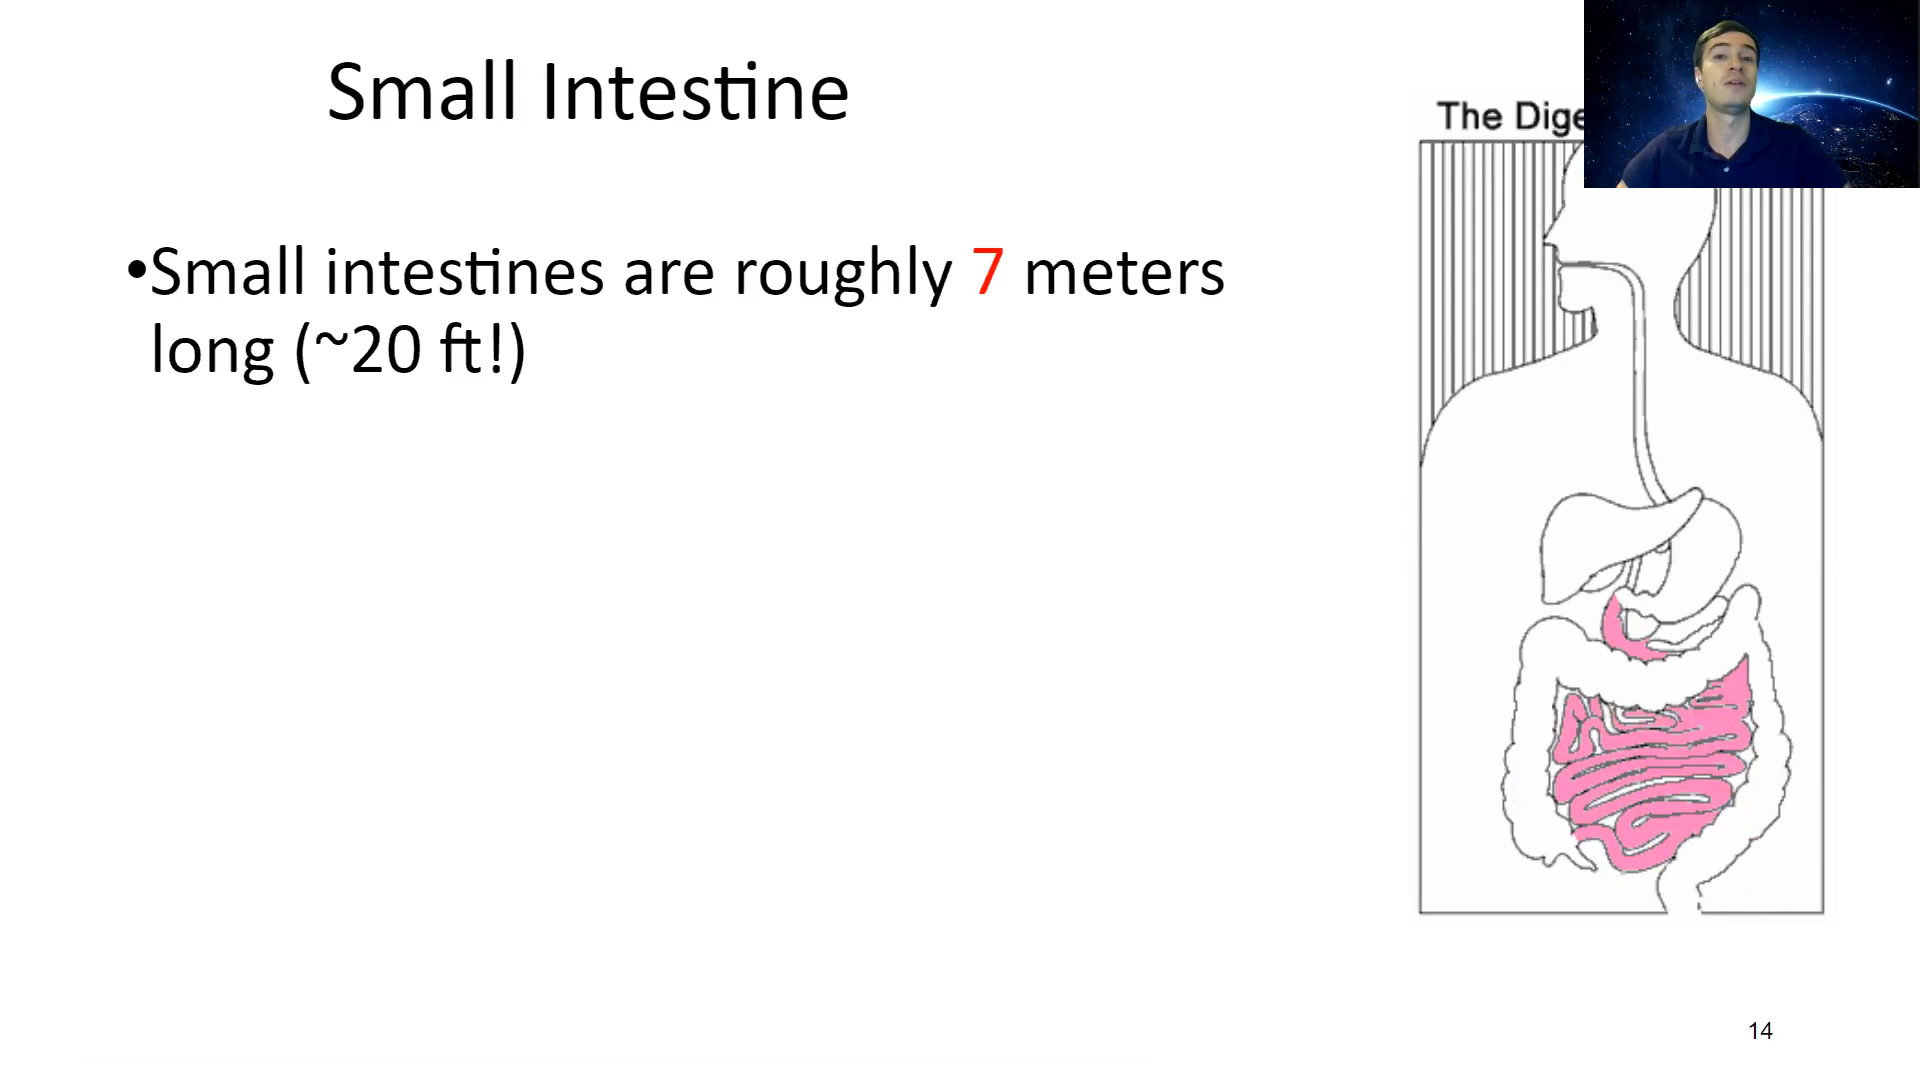 Small Intestine
The Dige
•Small intestines are roughly 7 meters
long (~20 ft!)
14